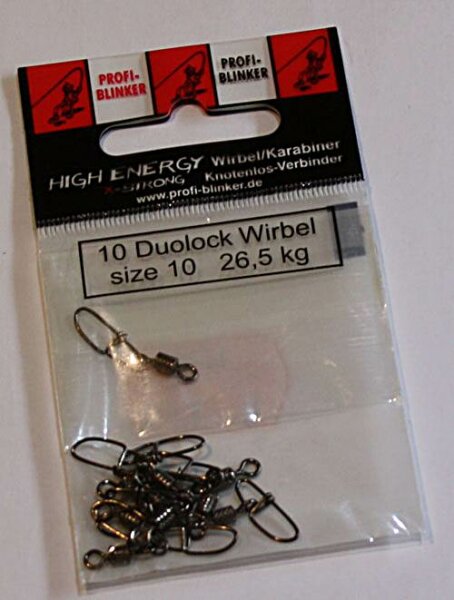 PROFI-
BLINKER
PROFI-
BLINKER
HIGH ENERGY Wirbel/Karabiner
X-STRONG Knotenlos-Verbinder
www.profi-blinker.de
10 Duolock Wirbel
size 10 26,5 kg